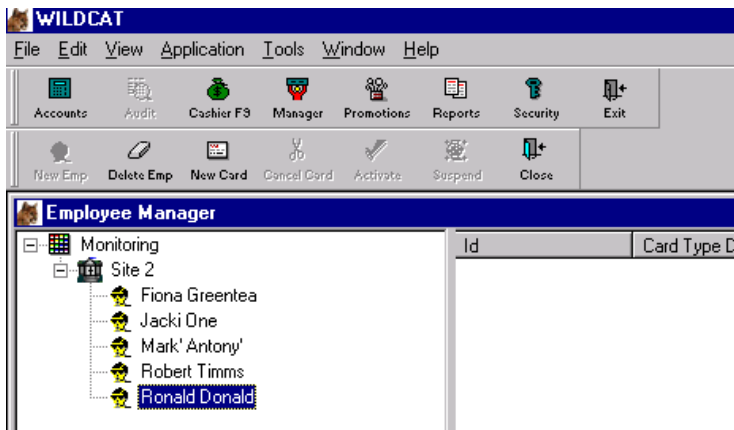 WILDCAT
File Edit View Application Tools Window Help
Accounts Audit Cashier F9 Manager Promotions Reports Security Exit
New Emp Delete Emp New Card Cancel Card Activate Suspend Close
Employee Manager
Monitoring Id Card Type D
Site 2
Fiona Greentea
Jacki One
Mark' Antony'
Robert Timms
Ronald Donald